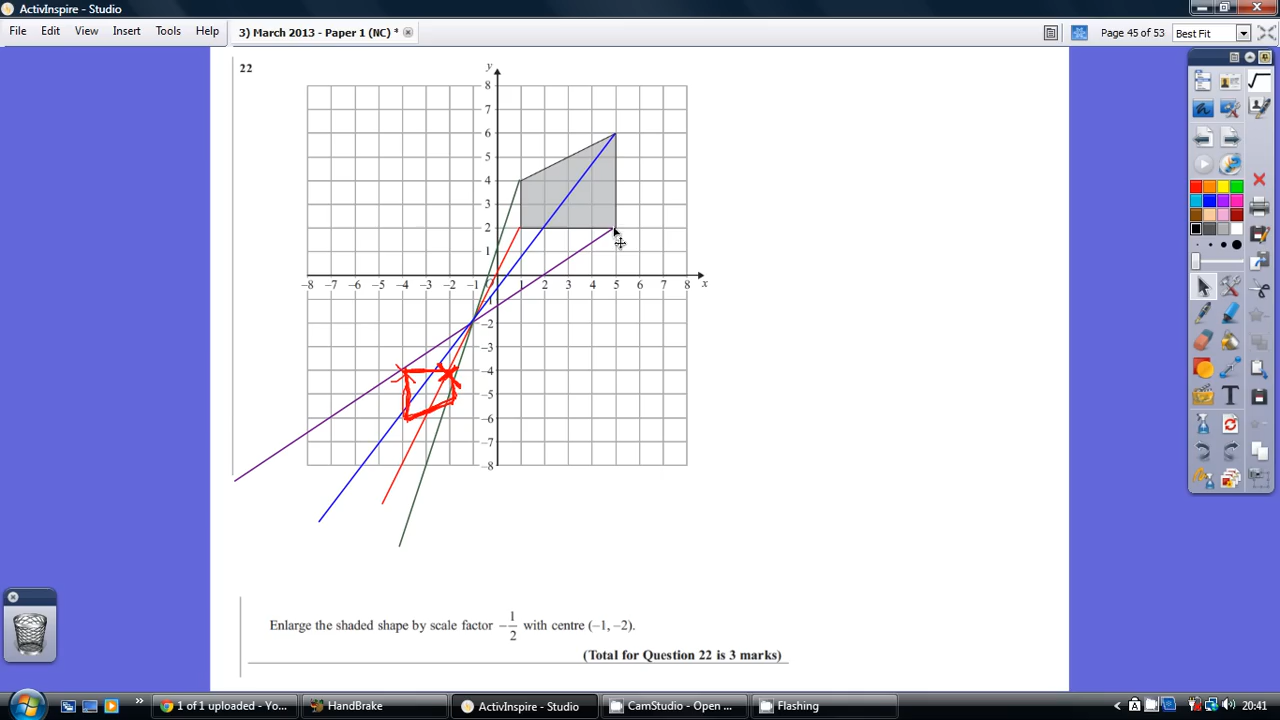 ActivInspire - Studio
File Edit View Insert Tools Help
3) March 2013 - Paper 1 (NC) *
Page 45 of 53
Best Fit
22
y
8
7
6
5
4
3
2
1
–8 –7 –6 –5 –4 –3 –2 –1 0 1 2 3 4 5 6 7 8 x
1
–2
–3
–4
–5
–6
–7
–8
Enlarge the shaded shape by scale factor –1/2 with centre (–1, –2).
(Total for Question 22 is 3 marks)
1 of 1 uploaded - Yo...
HandBrake
ActivInspire - Studio
CamStudio - Open ...
Flashing
20:41